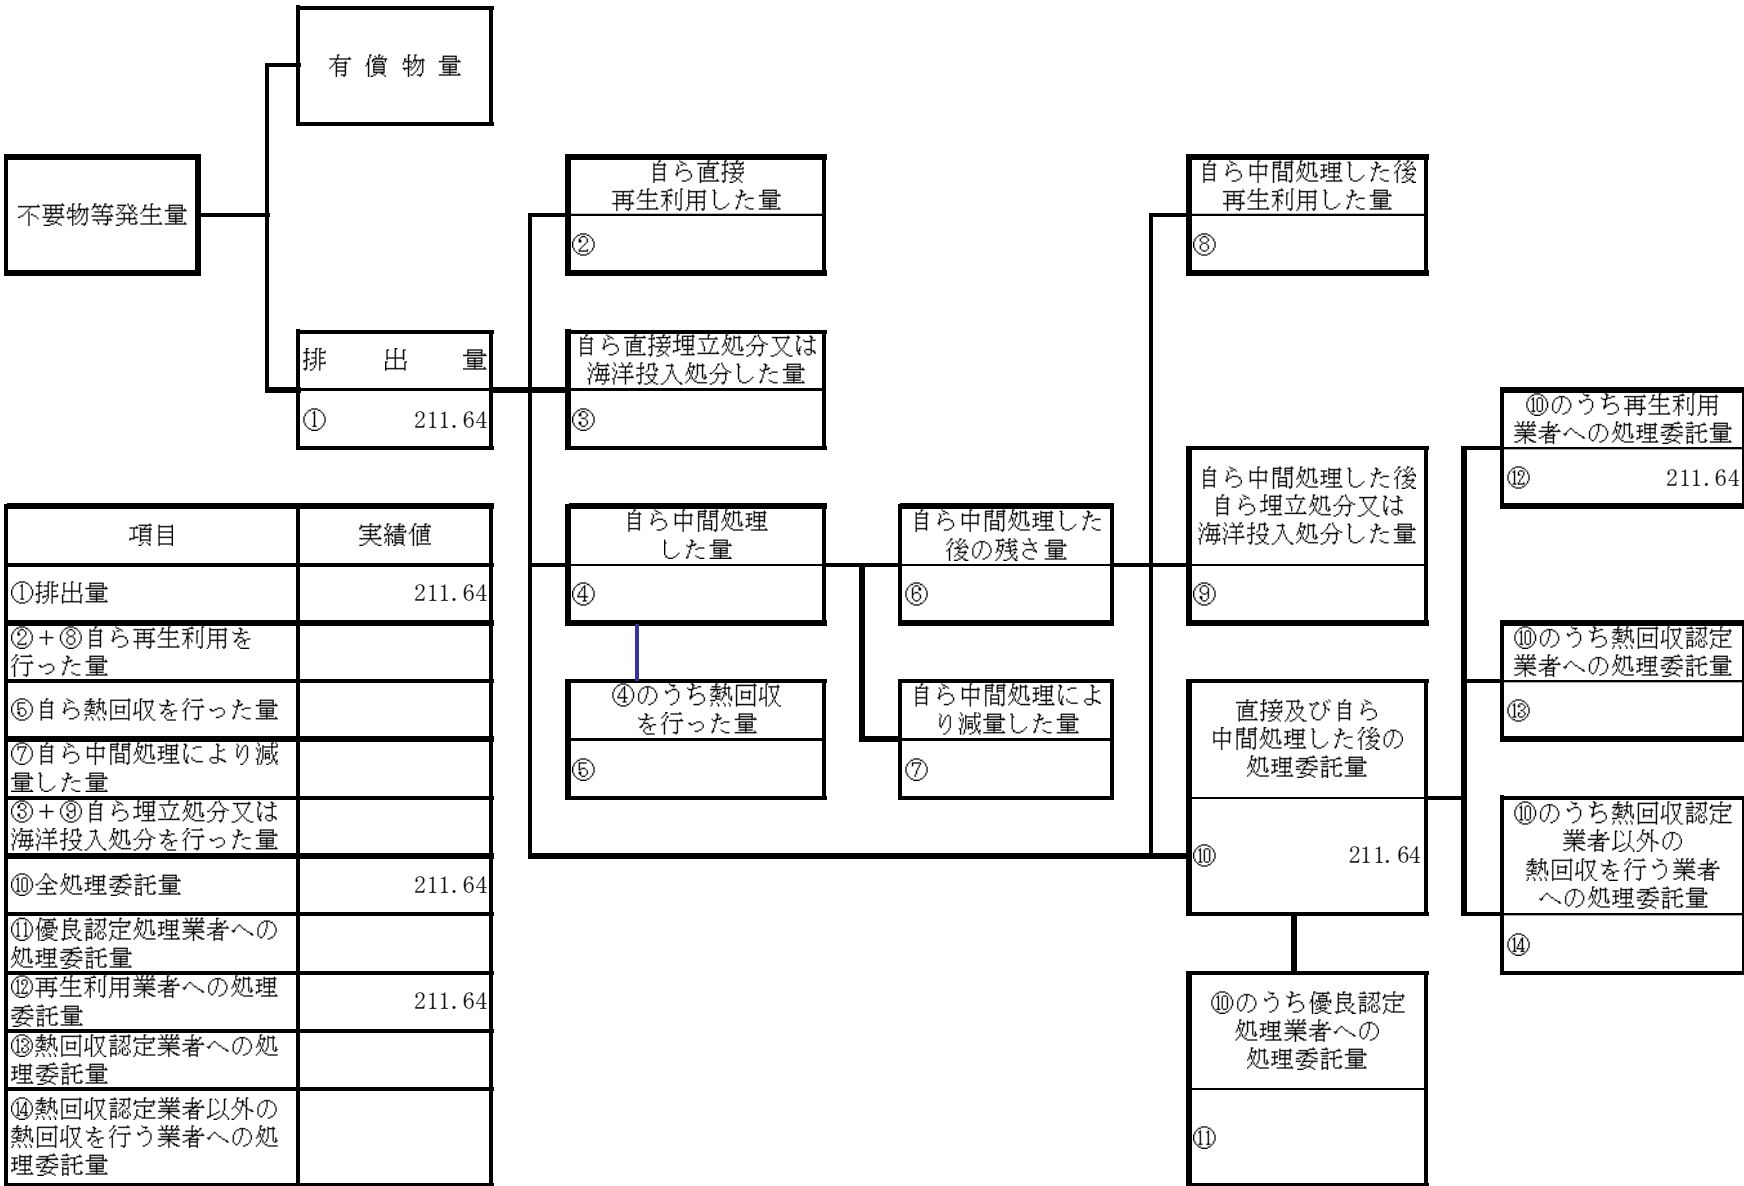 有償物量
不要物等発生量
自ら直接
再生利用した量
②
自ら中間処理した後
再生利用した量
⑧
排出量
① 211.64
自ら直接埋立処分又は
海洋投入処分した量
③
⑩のうち再生利用
業者への処理委託量
⑫ 211.64
自ら中間処理した後
自ら埋立処分又は
海洋投入処分した量
⑨
自ら中間処理
した量
④
自ら中間処理した
後の残さ量
⑥
⑩のうち熱回収認定
業者への処理委託量
⑬
④のうち熱回収
を行った量
⑤
自ら中間処理によ
り減量した量
⑦
直接及び自ら
中間処理した後の
処理委託量
⑩ 211.64
⑩のうち熱回収認定
業者以外の
熱回収を行う業者
への処理委託量
⑭
⑩のうち優良認定
処理業者への
処理委託量
⑪
項目 実績値
①排出量 211.64
②+⑧自ら再生利用を
行った量
⑤自ら熱回収を行った量
⑦自ら中間処理により減
量した量
③+⑨自ら埋立処分又は
海洋投入処分を行った量
⑩全処理委託量 211.64
⑪優良認定処理業者への
処理委託量
⑫再生利用業者への処理
委託量 211.64
⑬熱回収認定業者への処
理委託量
⑭熱回収認定業者以外の
熱回収を行う業者への処
理委託量